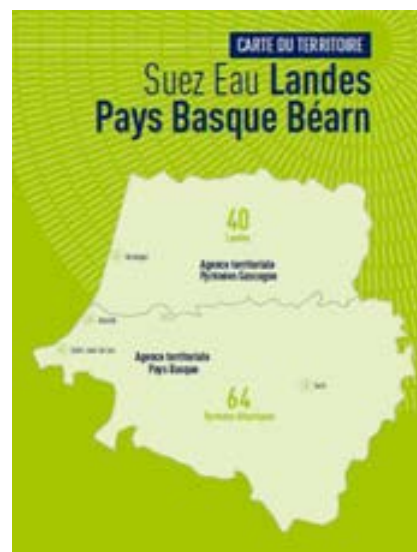 CARTE DU TERRITOIRE
Suez Eau Landes
Pays Basque Béarn
40
Landes
Agence territoriale
Pyrénées Gascogne
Agence territoriale
Pays Basque
64
Pyrénées Atlantiques